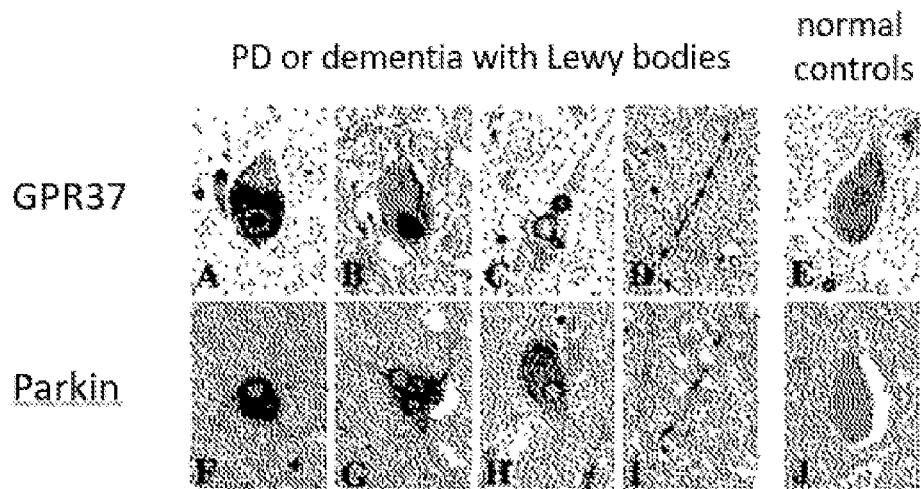 normal
PD or dementia with Lewy bodies controls
GPR37
A B C D E
Parkin
F G H I J